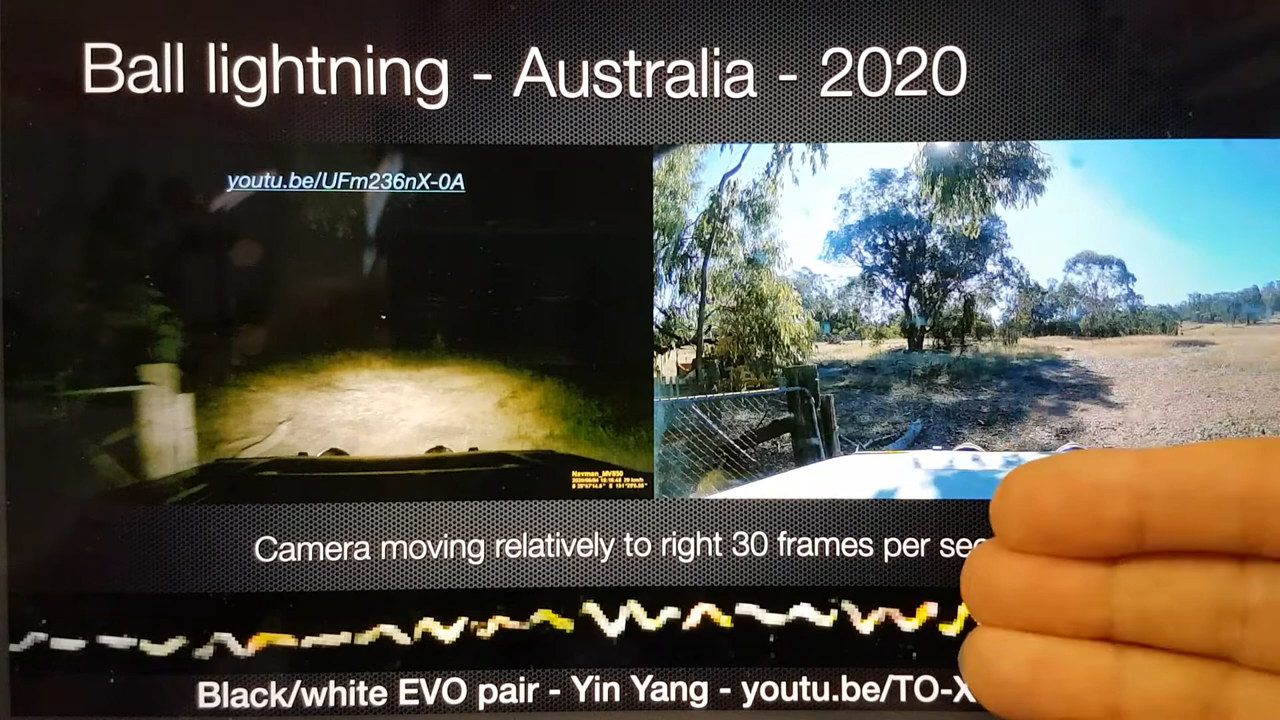 Ball lightning - Australia - 2020
youtu.be/UFm236nX-0A
Camera moving relatively to right 30 frames per sec
Black/white EVO pair - Yin Yang - youtu.be/TO-X